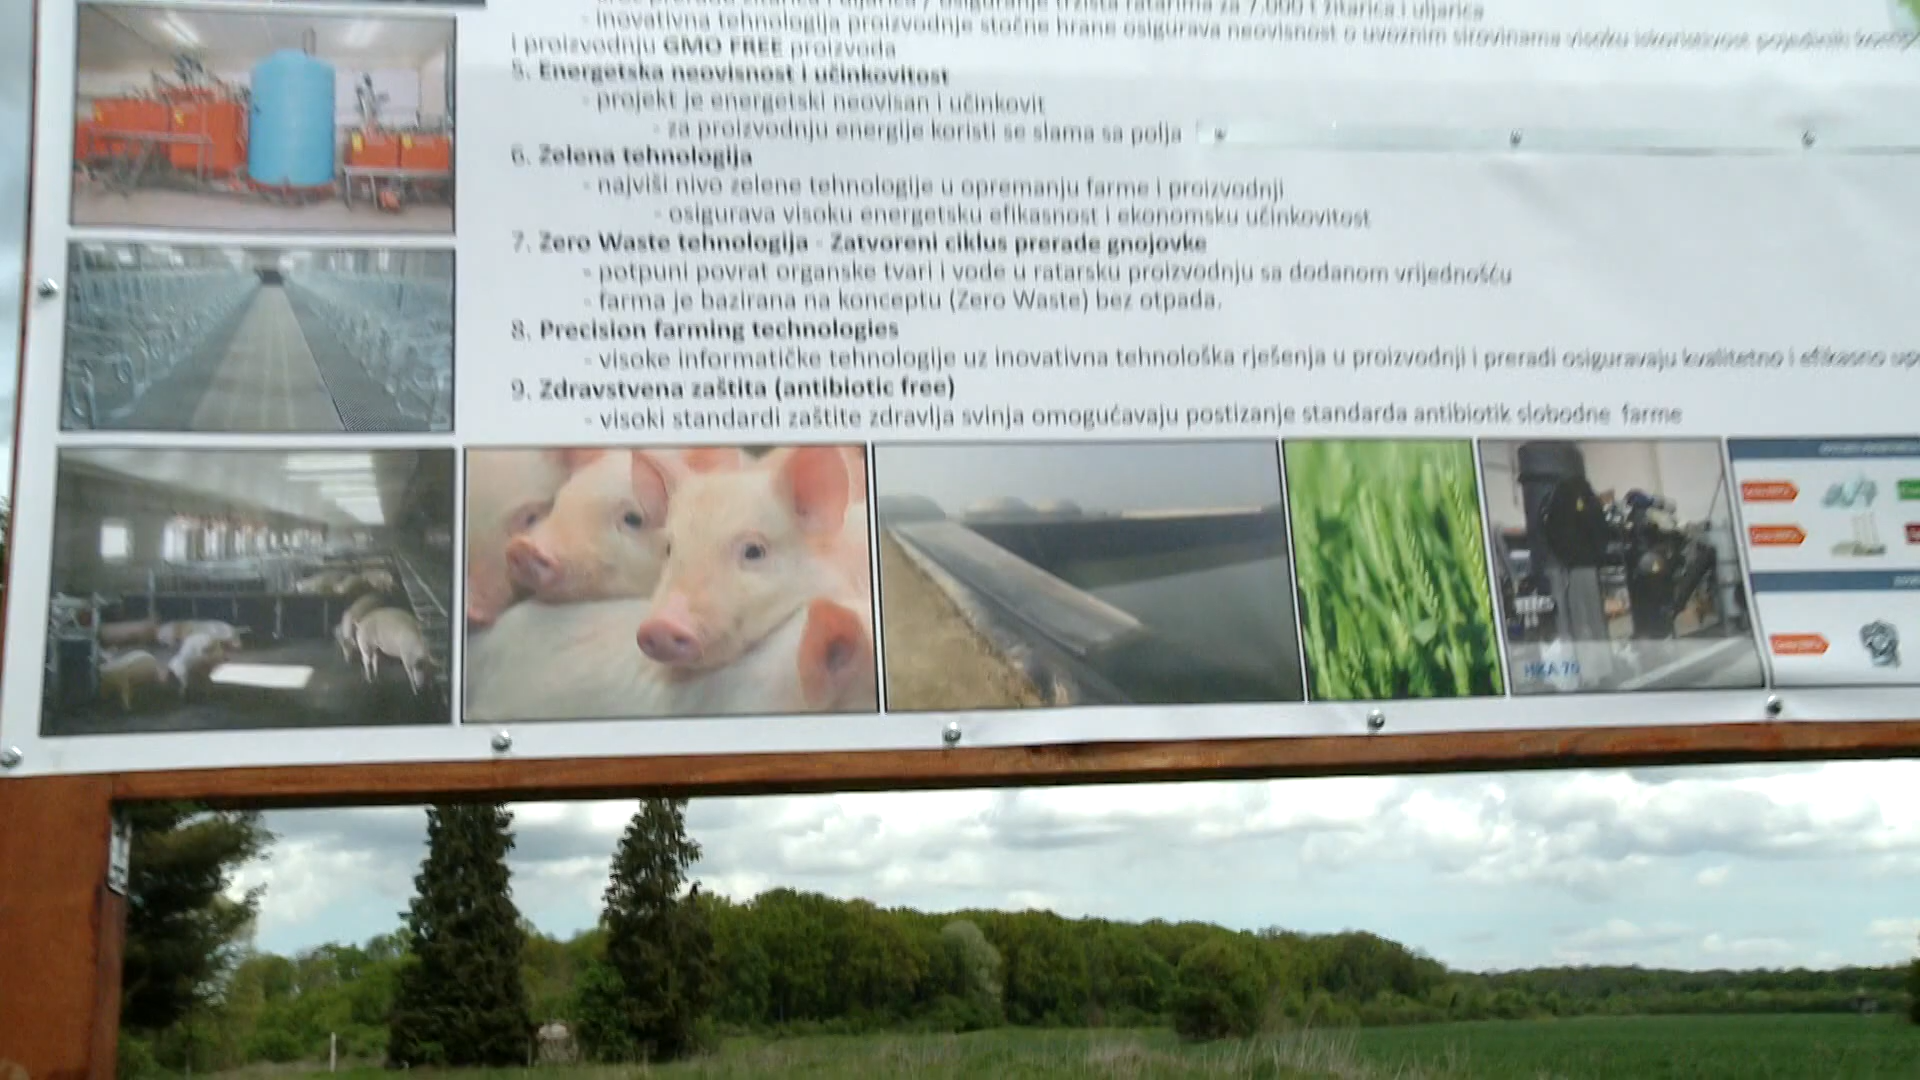 - inovativna tehnologija proizvodnje stočne hrane osigurava neovisnost o uvoznim sirovinama visoku iskoristivost pojedinih
i proizvodnju GMO FREE proizvoda
5. Energetska neovisnost i učinkovitost
- projekt je energetski neovisan i učinkovit
- za proizvodnju energije koristi se slama sa polja
6. Zelena tehnologija
- najviši nivo zelene tehnologije u opremanju farme i proizvodnji
- osigurava visoku energetsku efikasnost i ekonomsku učinkovitost
7. Zero Waste tehnologija - Zatvoreni ciklus prerade gnojovke
- potpuni povrat organske tvari i vode u ratarsku proizvodnju sa dodanom vrijednošću
- farma je bazirana na konceptu (Zero Waste) bez otpada.
8. Precision farming technologies
- visoke informatičke tehnologije uz inovativna tehnološka rješenja u proizvodnji i preradi osiguravaju kvalitetno i efikasno
9. Zdravstvena zaštita (antibiotic free)
- visoki standardi zaštite zdravlja svinja omogućavaju postizanje standarda antibiotik slobodne farme